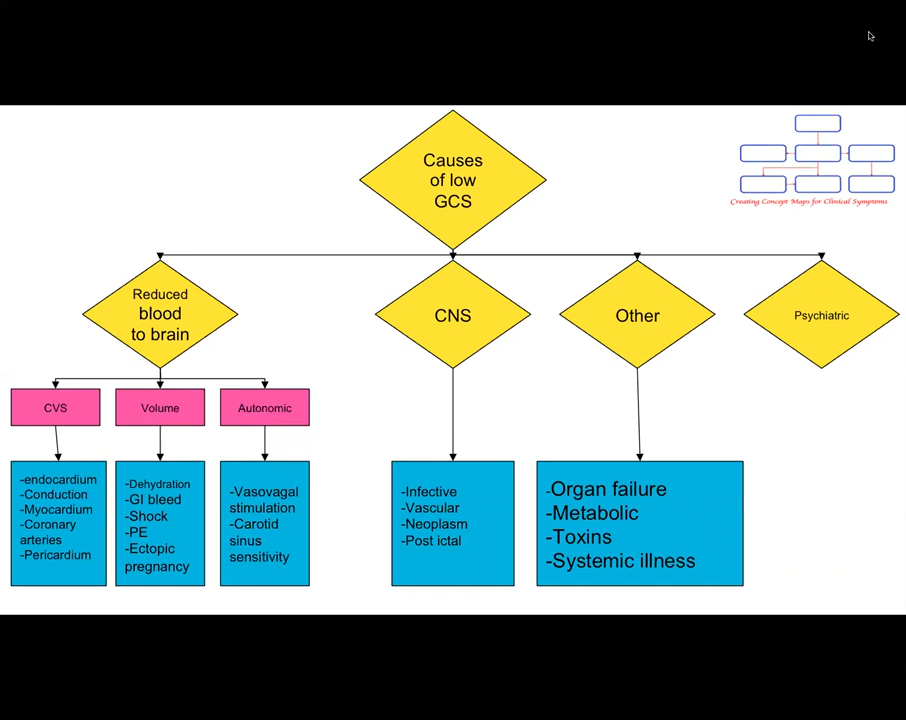 Causes
of low
GCS
Creating Concept Maps for Clinical Symptoms
Reduced
blood
to brain
CNS
Other
Psychiatric
CVS
Volume
Autonomic
-endocardium
-Conduction
-Myocardium
-Coronary
arteries
-Pericardium
-Dehydration
-GI bleed
-Shock
-PE
-Ectopic
pregnancy
-Vasovagal
stimulation
-Carotid
sinus
sensitivity
-Infective
-Vascular
-Neoplasm
-Post ictal
-Organ failure
-Metabolic
-Toxins
-Systemic illness